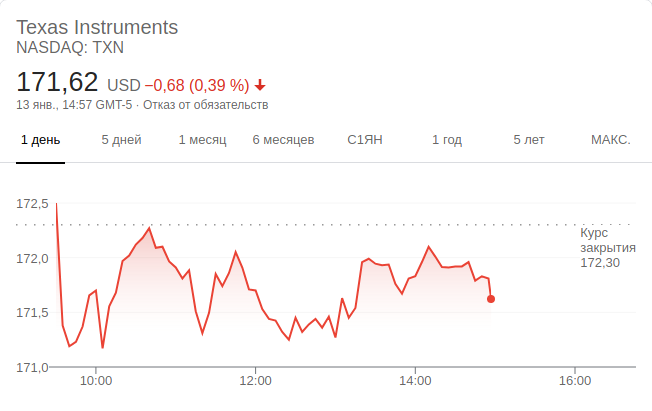 Texas Instruments
NASDAQ: TXN
171,62 USD −0,68 (0,39 %)
13 янв., 14:57 GMT-5 · Отказ от обязательств
1 день 5 дней 1 месяц 6 месяцев С1ЯН 1 год 5 лет МАКС.
172,5
172,0
171,5
171,0
Курс
закрытия
172,30
10:00 12:00 14:00 16:00